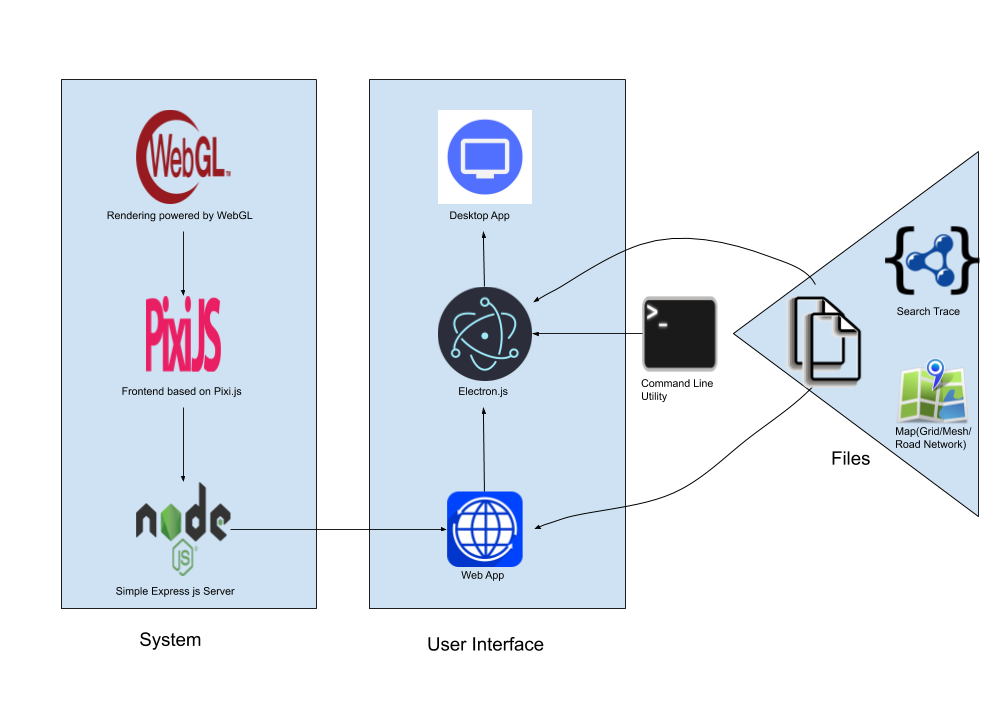 WebGL™
Rendering powered by WebGL
PixiJS
Frontend based on Pixi.js
node
JS®
Simple Express js Server
System
Desktop App
Electron.js
Web App
User Interface
>_
Command Line
Utility
{ }
Search Trace
Map(Grid/Mesh/
Road Network)
Files